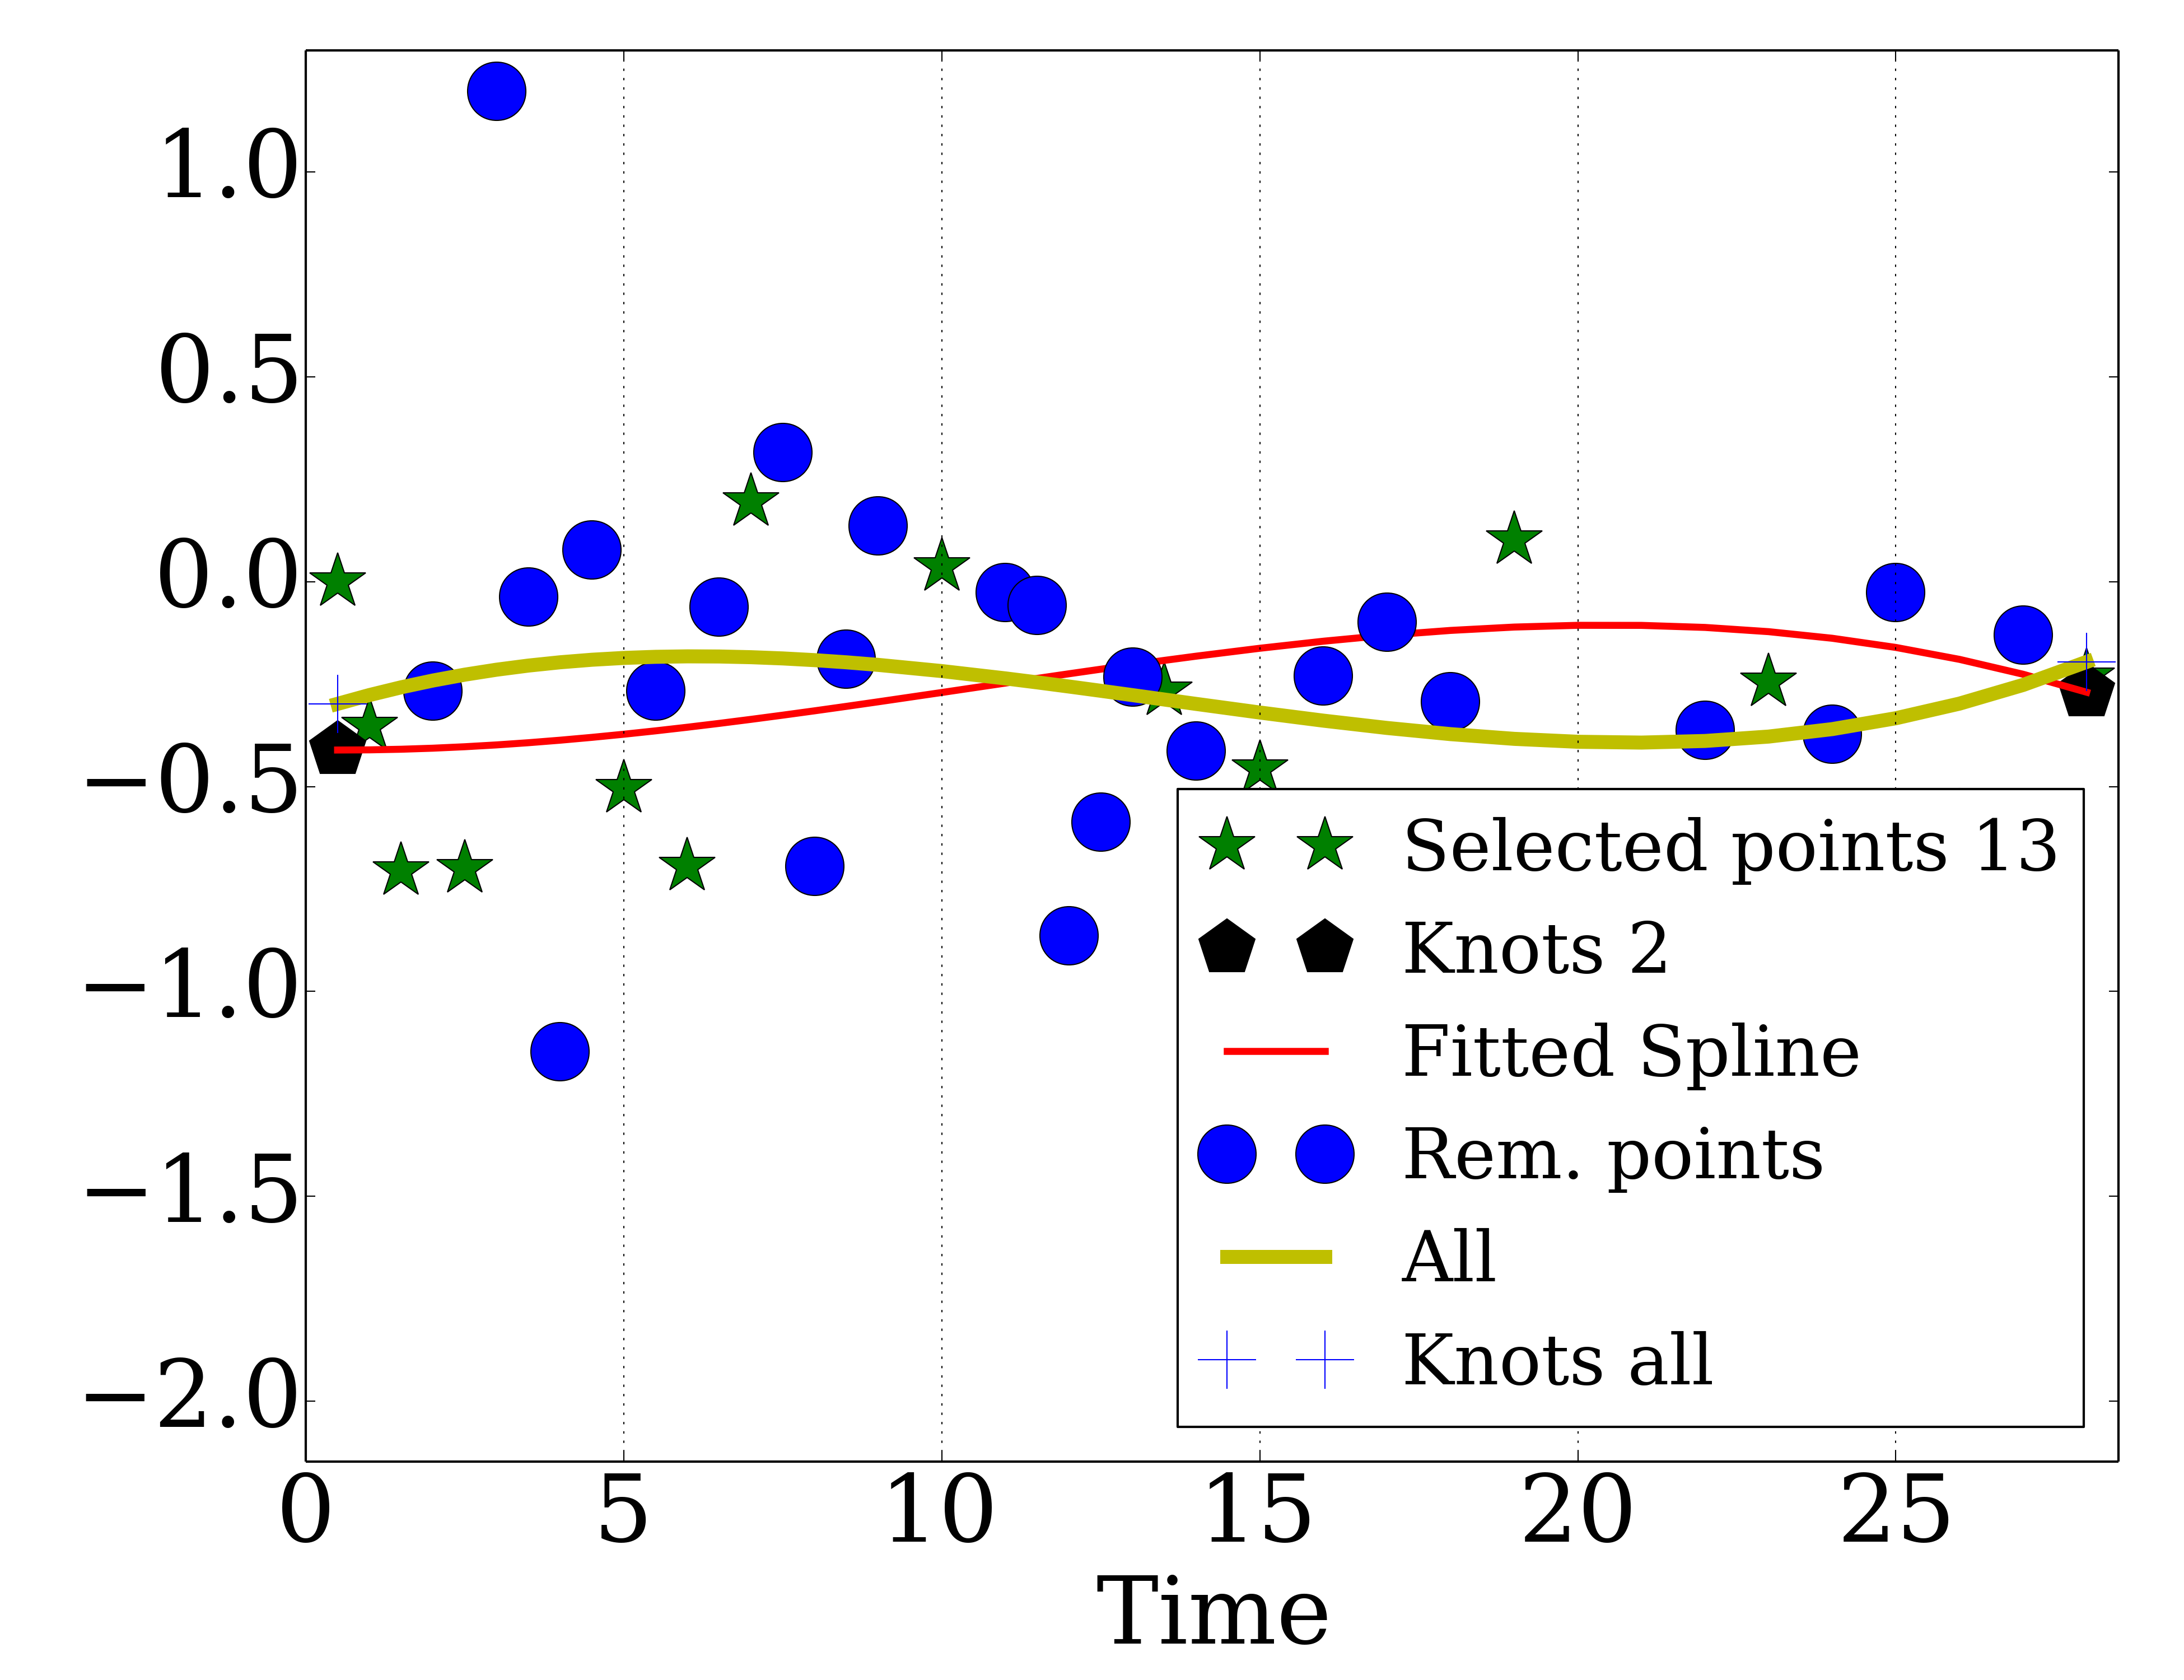 1.0
0.5
0.0
−0.5
−1.0
−1.5
−2.0
Selected points 13
Knots 2
Fitted Spline
Rem. points
All
Knots all
0 5 10 15 20 25
Time